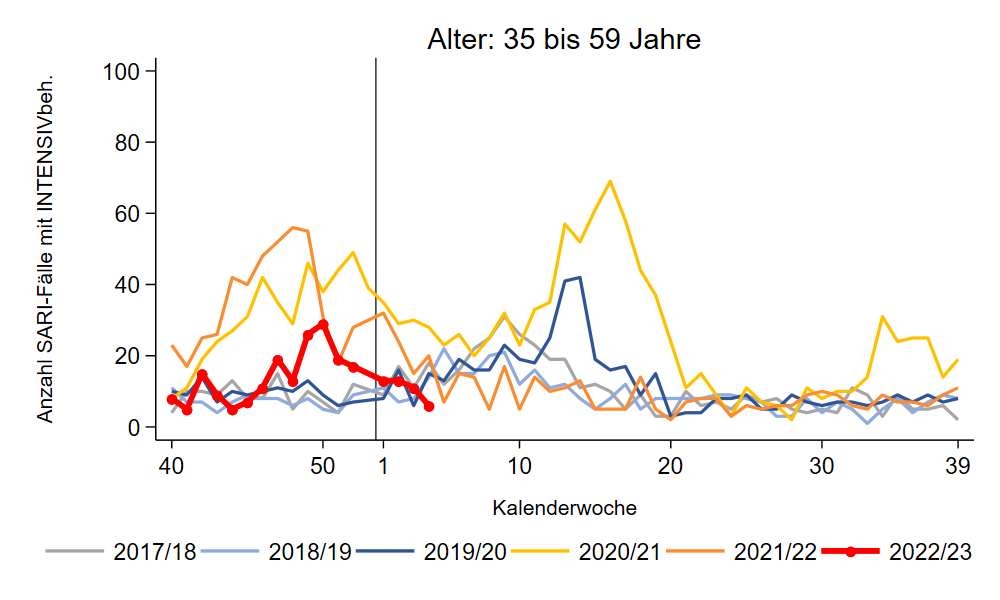 Alter: 35 bis 59 Jahre
Anzahl SARI-Fälle mit INTENSIVbeh.
100
80
60
40
20
0
40 50 1 10 20 30 39
Kalenderwoche
2017/18 2018/19 2019/20 2020/21 2021/22 2022/23